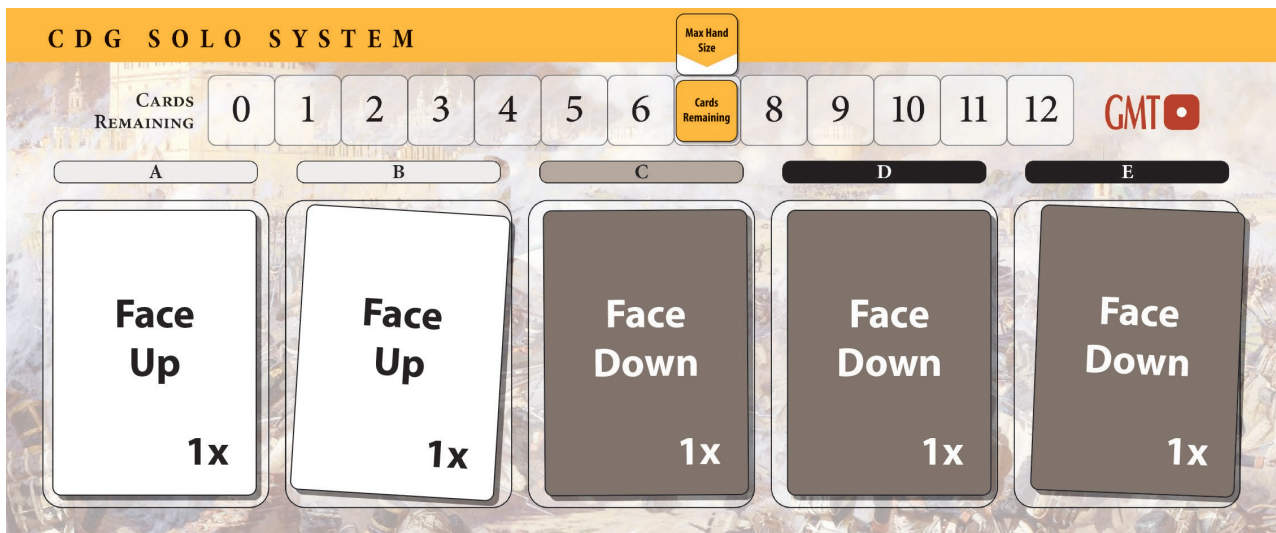 CDG SOLO SYSTEM
Max Hand
Size
Cards
Remaining
0 1 2 3 4 5 6
Cards
Remaining
8 9 10 11 12
GMT
A B C D E
Face
Up
1x
Face
Up
1x
Face
Down
1x
Face
Down
1x
Face
Down
1x